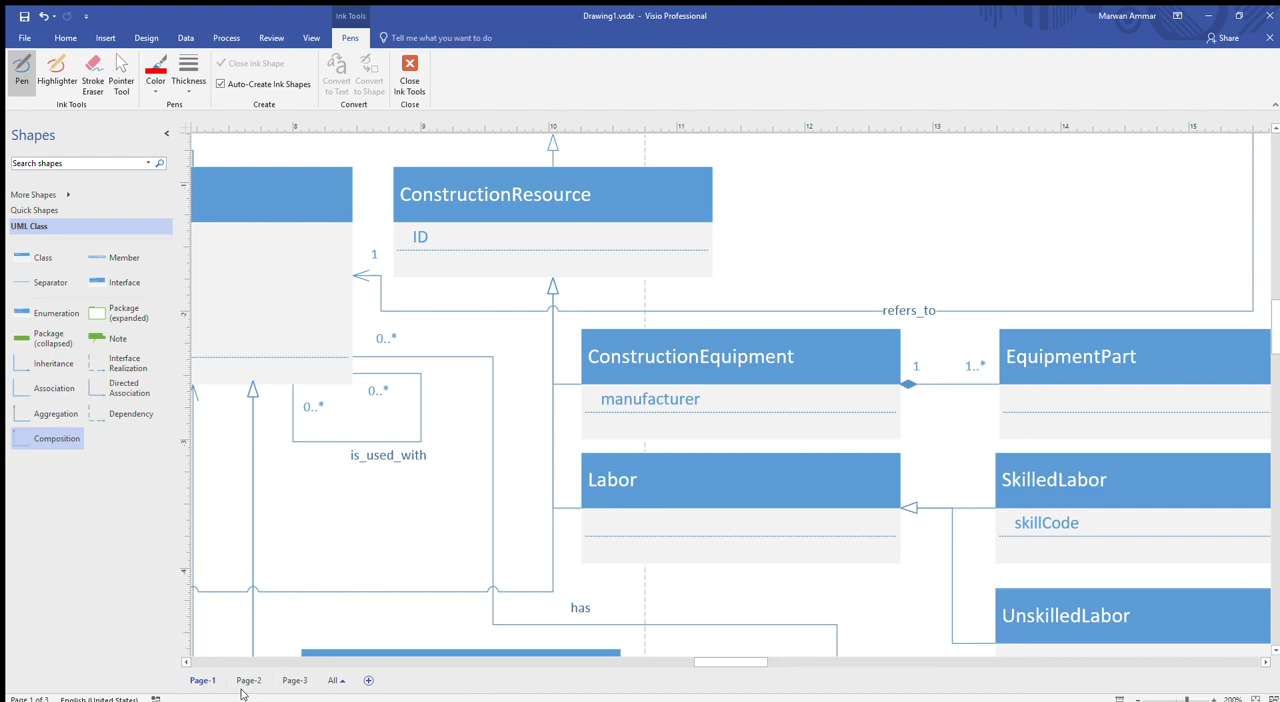 Ink Tools
Drawing1.vsdx - Visio Professional
Marwan Ammar
File
Home
Insert
Design
Data
Process
Review
View
Pens
Tell me what you want to do
Share
Pen
Highlighter
Stroke
Eraser
Pointer
Tool
Color
Thickness
Close Ink Shape
Auto-Create Ink Shapes
Convert
to Text
Convert
to Shape
Close
Ink Tools
Ink Tools
Pens
Create
Convert
Close
Shapes
Search shapes
More Shapes
Quick Shapes
UML Class
Class
Member
Separator
Interface
Enumeration
Package
(expanded)
Package
(collapsed)
Note
Inheritance
Interface
Realization
Association
Directed
Association
Aggregation
Dependency
Composition
8
9
10
11
12
13
14
15
1
2
3
4
ConstructionResource
ID
1
refers_to
0..*
ConstructionEquipment
manufacturer
1
1..*
EquipmentPart
0..*
0..*
is_used_with
Labor
SkilledLabor
skillCode
has
UnskilledLabor
Page-1
Page-2
Page-3
All
Page 1 of 3
English (United States)
200%